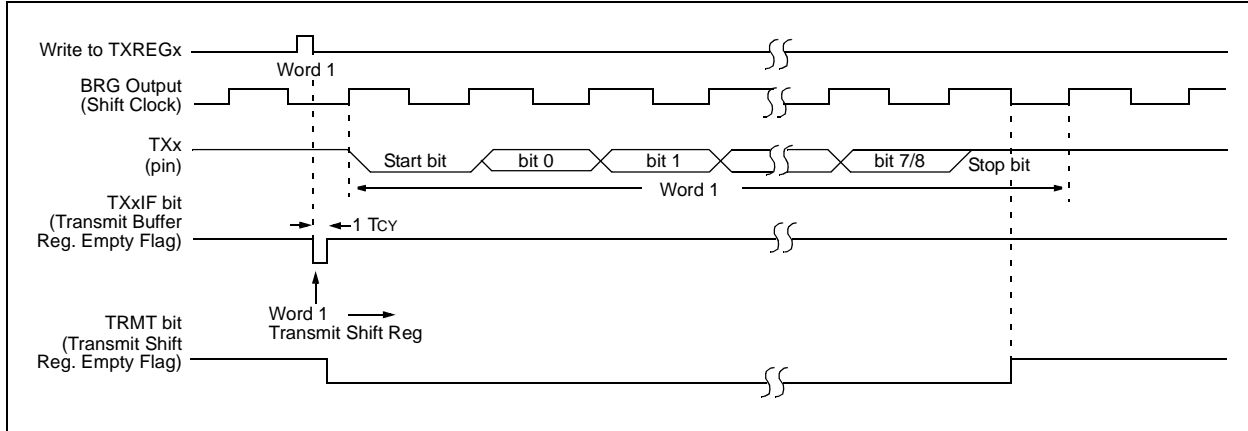 Write to TXREGx
Word 1
BRG Output
(Shift Clock)
TXx
(pin)
Start bit
bit 0
bit 1
bit 7/8
Stop bit
Word 1
TXxIF bit
(Transmit Buffer
Reg. Empty Flag)
1 TCY
Word 1
Transmit Shift Reg
TRMT bit
(Transmit Shift
Reg. Empty Flag)